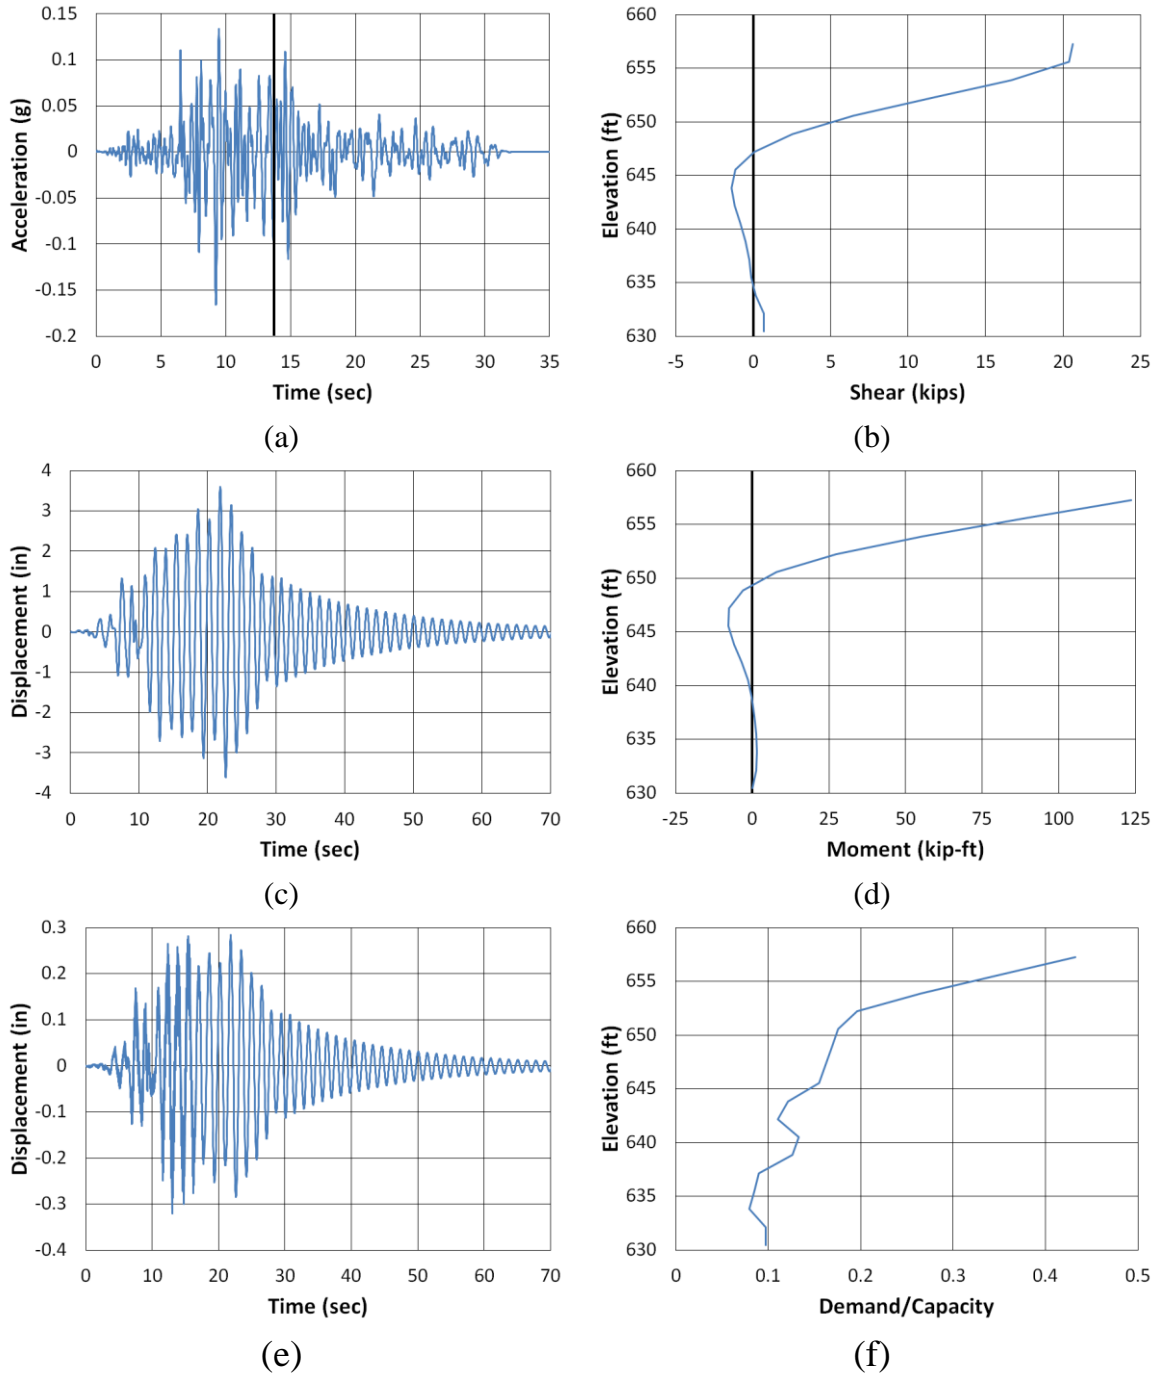 0.15
0.1
0.05
0
-0.05
-0.1
-0.15
-0.2
Acceleration (g)
0 5 10 15 20 25 30 35
Time (sec)
(a)
660
655
650
645
640
635
630
Elevation (ft)
-5 0 5 10 15 20 25
Shear (kips)
(b)
4
3
2
1
0
-1
-2
-3
-4
Displacement (in)
0 10 20 30 40 50 60 70
Time (sec)
(c)
660
655
650
645
640
635
630
Elevation (ft)
-25 0 25 50 75 100 125
Moment (kip-ft)
(d)
0.3
0.2
0.1
0
-0.1
-0.2
-0.3
-0.4
Displacement (in)
0 10 20 30 40 50 60 70
Time (sec)
(e)
660
655
650
645
640
635
630
Elevation (ft)
0 0.1 0.2 0.3 0.4 0.5
Demand/Capacity
(f)